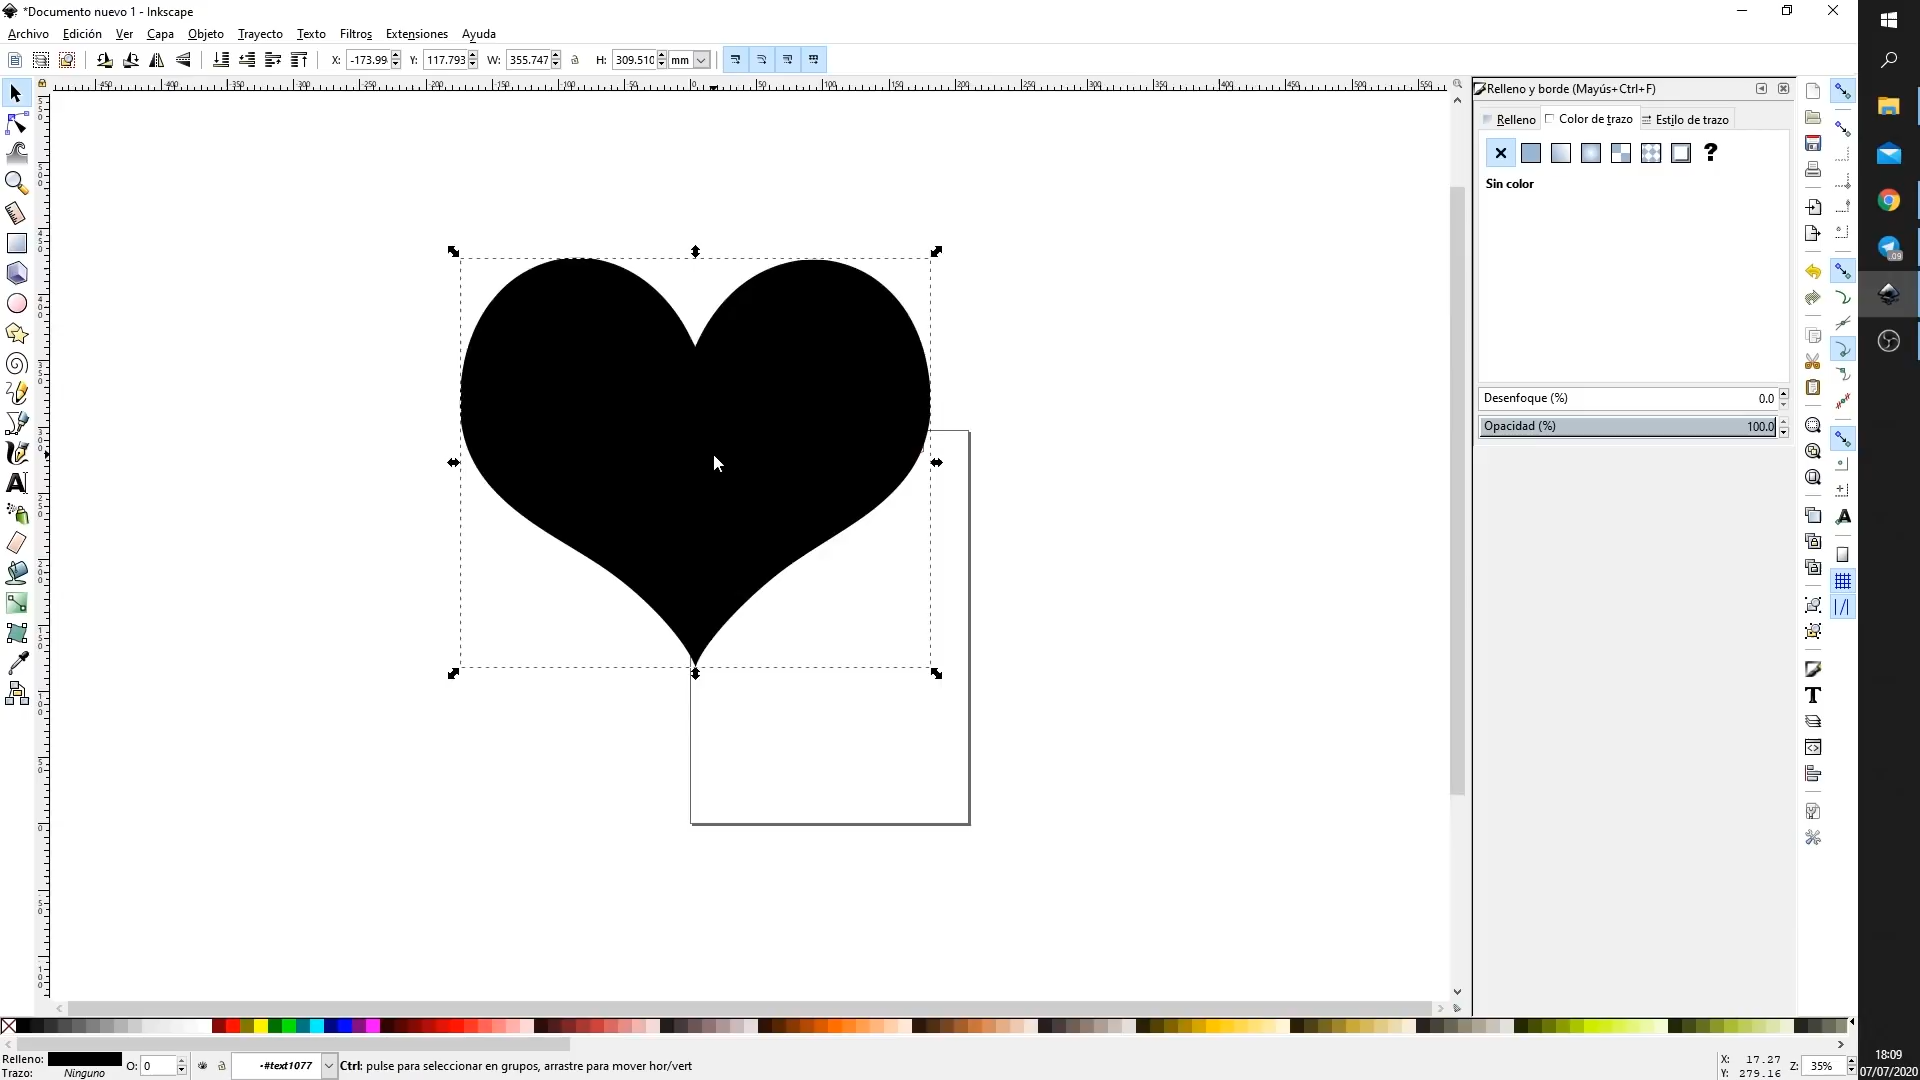 *Documento nuevo 1 - Inkscape
Archivo Edición Ver Capa Objeto Trayecto Texto Filtros Extensiones Ayuda
X: -173.99 Y: 117.793 W: 355.747 H: 309.510 mm
Relleno y borde (Mayús+Ctrl+F)
Relleno Color de trazo Estilo de trazo
Sin color
Desenfoque (%) 0.0
Opacidad (%) 100.0
Relleno: O: 0 -#text1077 Ctrl: pulse para seleccionar en grupos, arrastre para mover hor/vert
Trazo: Ninguno
X: 17.27
Y: 279.16
Z: 35%
18:09
07/07/2020